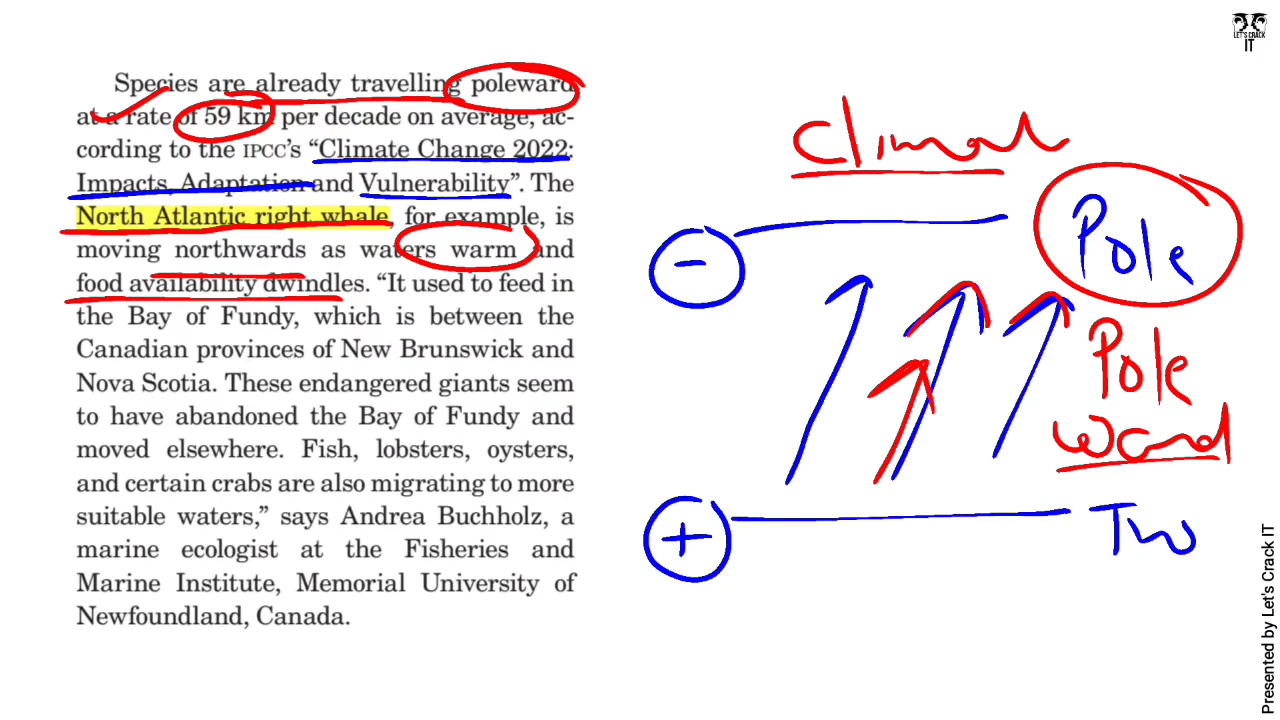 LET'S CRACK
IT
Species are already travelling poleward
at a rate of 59 km per decade on average, ac-
cording to the IPCC's “Climate Change 2022:
Impacts, Adaptation and Vulnerability”. The
North Atlantic right whale, for example, is
moving northwards as waters warm and
food availability dwindles. “It used to feed in
the Bay of Fundy, which is between the
Canadian provinces of New Brunswick and
Nova Scotia. These endangered giants seem
to have abandoned the Bay of Fundy and
moved elsewhere. Fish, lobsters, oysters,
and certain crabs are also migrating to more
suitable waters,” says Andrea Buchholz, a
marine ecologist at the Fisheries and
Marine Institute, Memorial University of
Newfoundland, Canada.
-
Pole
Pole
ward
+
Presented by Let's Crack IT